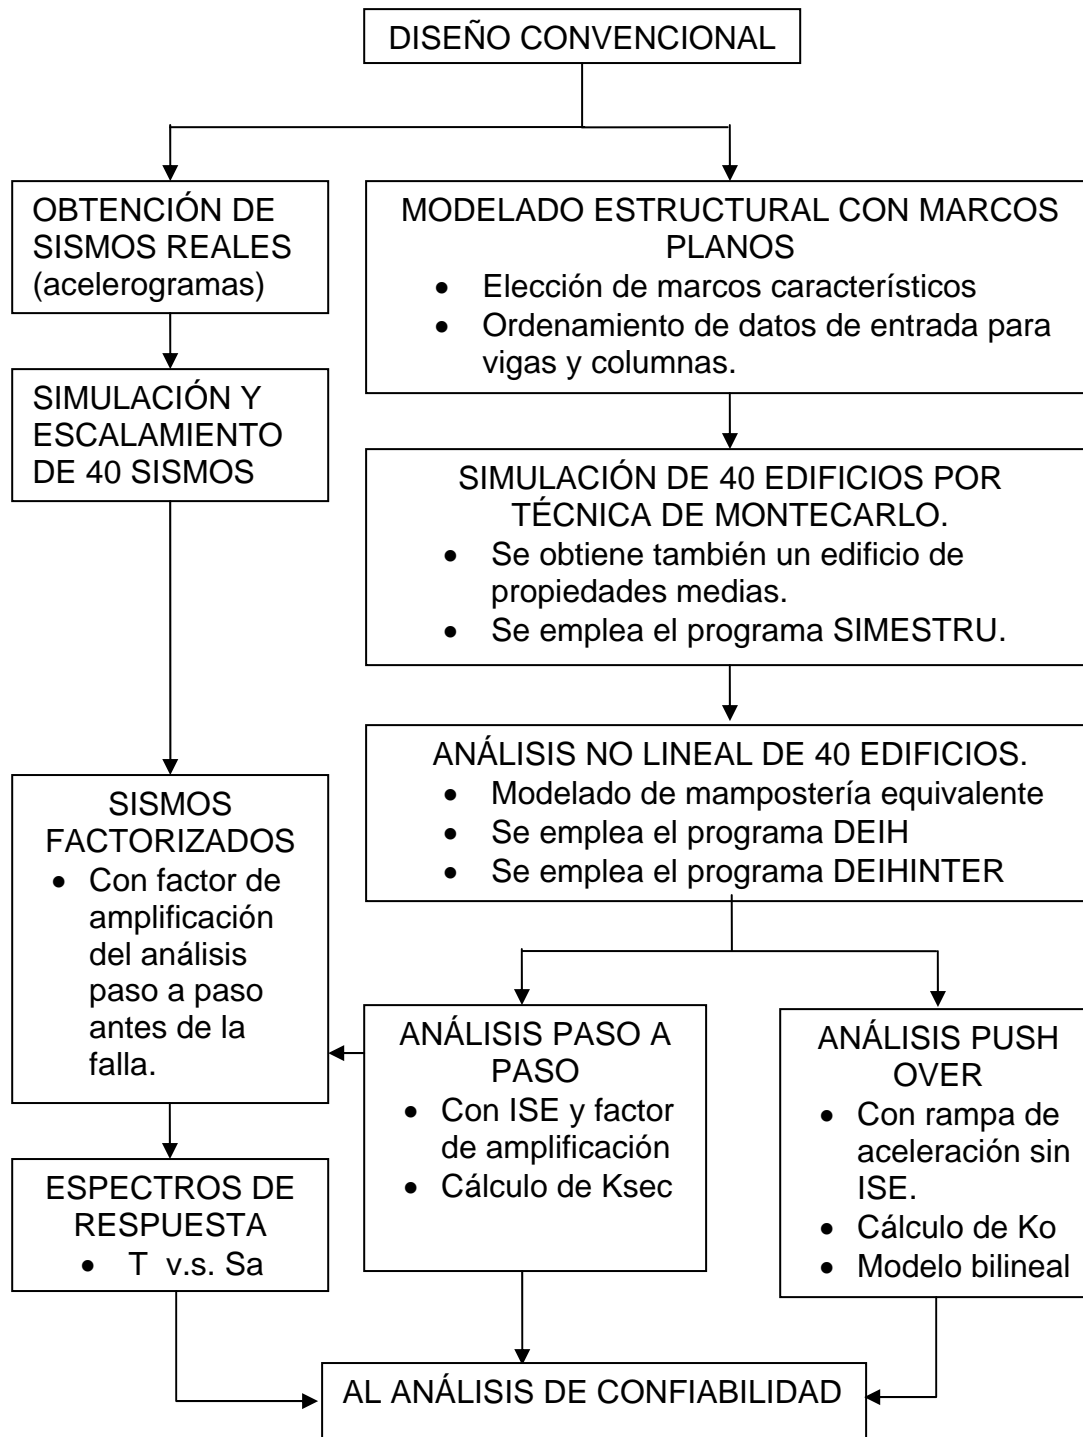 DISEÑO CONVENCIONAL
OBTENCIÓN DE
SISMOS REALES
(acelerogramas)
MODELADO ESTRUCTURAL CON MARCOS
PLANOS
• Elección de marcos característicos
• Ordenamiento de datos de entrada para
vigas y columnas.
SIMULACIÓN Y
ESCALAMIENTO
DE 40 SISMOS
SIMULACIÓN DE 40 EDIFICIOS POR
TÉCNICA DE MONTECARLO.
• Se obtiene también un edificio de
propiedades medias.
• Se emplea el programa SIMESTRU.
ANÁLISIS NO LINEAL DE 40 EDIFICIOS.
• Modelado de mampostería equivalente
• Se emplea el programa DEIH
• Se emplea el programa DEIHINTER
SISMOS
FACTORIZADOS
• Con factor de
amplificación
del análisis
paso a paso
antes de la
falla.
ANÁLISIS PASO A
PASO
• Con ISE y factor
de amplificación
• Cálculo de Ksec
ANÁLISIS PUSH
OVER
• Con rampa de
aceleración sin
ISE.
• Cálculo de Ko
• Modelo bilineal
ESPECTROS DE
RESPUESTA
• T v.s. Sa
AL ANÁLISIS DE CONFIABILIDAD